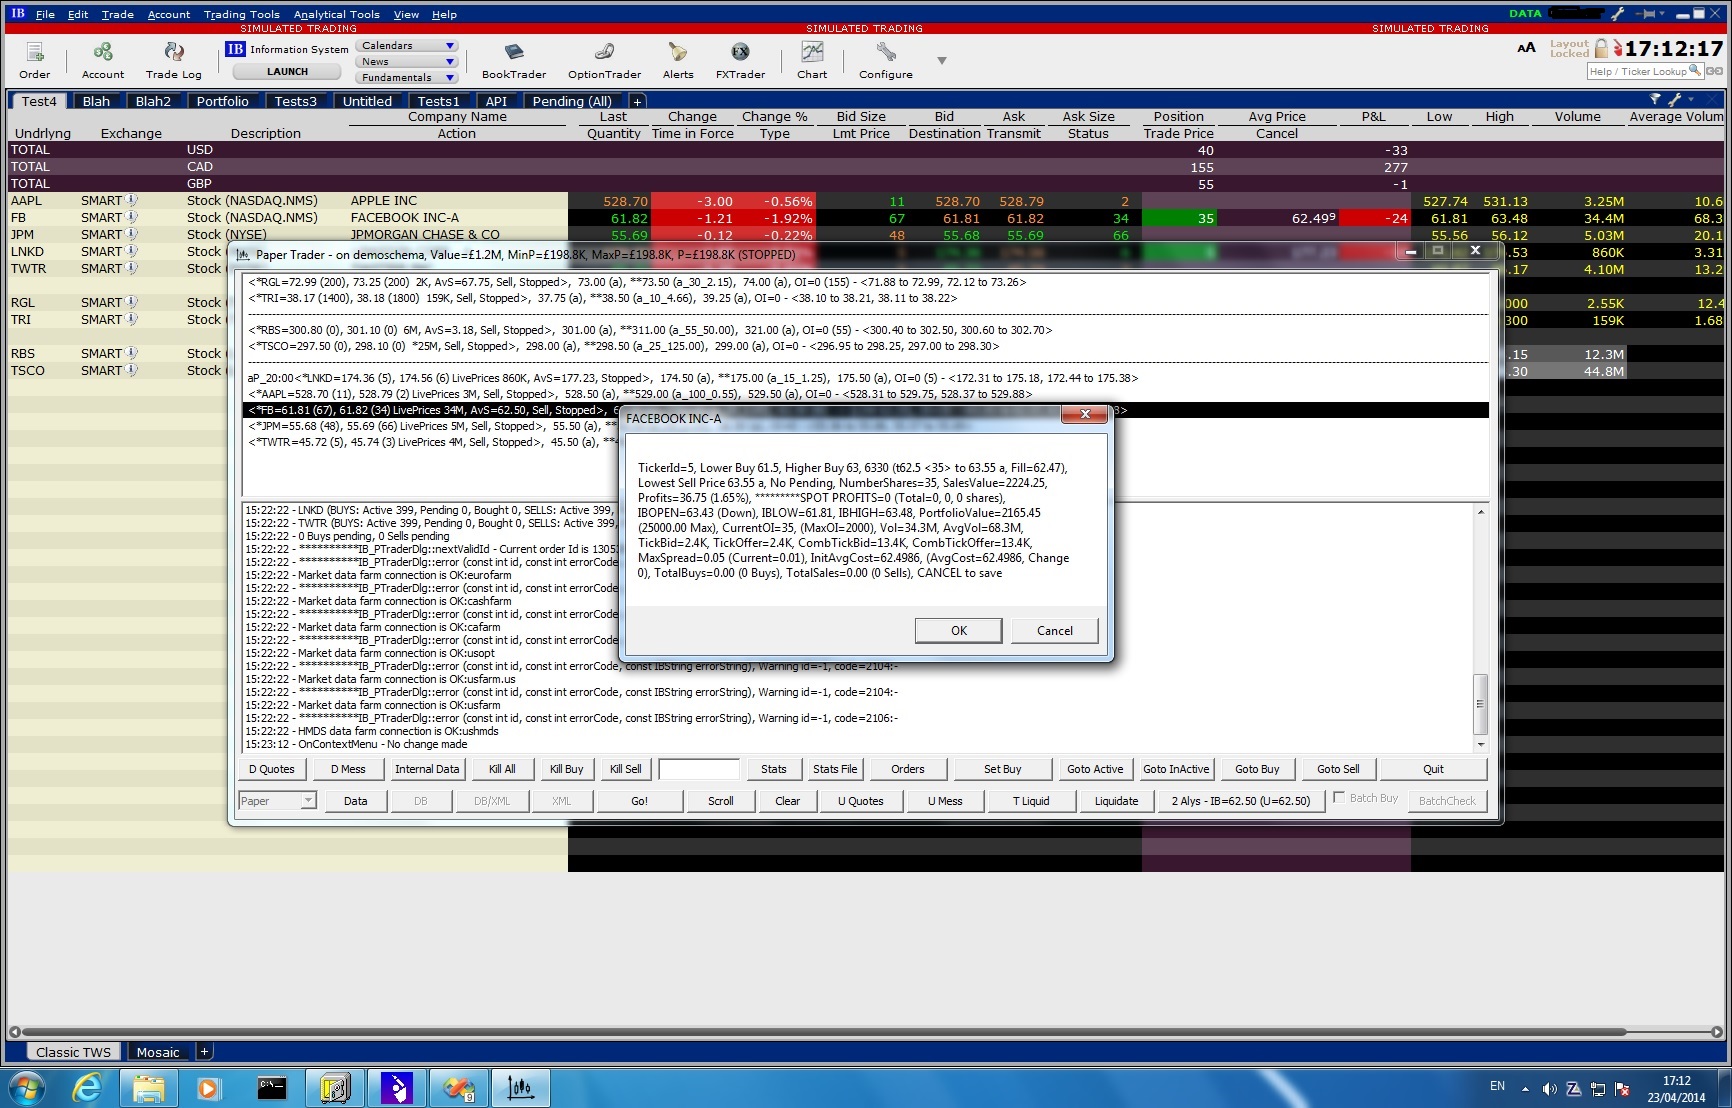 IB File Edit Trade Account Trading Tools Analytical Tools View Help DATA
SIMULATED TRADING SIMULATED TRADING SIMULATED TRADING
Order Account Trade Log IB Information System LAUNCH Calendars News Fundamentals BookTrader OptionTrader Alerts FXTrader Chart Configure AA Layout Locked 17:12:17
Help / Ticker Lookup
Test4 Blah Blah2 Portfolio Tests3 Untitled Tests1 API Pending (All) +
Company Name Last Change Change % Bid Size Bid Ask Ask Size Position Avg Price P&L Low High Volume Average Volum
Undrlyng Exchange Description Action Quantity Time in Force Type Lmt Price Destination Transmit Status Trade Price Cancel
TOTAL USD 40 -33
TOTAL CAD 155 277
TOTAL GBP 55 -1
AAPL SMART Stock (NASDAQ.NMS) APPLE INC 528.70 -3.00 -0.56% 11 528.70 528.79 2 527.74 531.13 3.25M 10.6
FB SMART Stock (NASDAQ.NMS) FACEBOOK INC-A 61.82 -1.21 -1.92% 67 61.81 61.82 34 35 62.499 -24 61.81 63.48 34.4M 68.3
JPM SMART Stock (NYSE) JPMORGAN CHASE & CO 55.69 -0.12 -0.22% 48 55.68 55.69 66 55.56 56.12 5.03M 20.1
LNKD SMART Stock .53 860K 3.31
TWTR SMART Stock .17 4.10M 13.2
RGL SMART Stock 000 2.55K 12.4
TRI SMART Stock 300 159K 1.68
RBS SMART Stock .15 12.3M
TSCO SMART Stock .30 44.8M
Paper Trader - on demoschema, Value=£1.2M, MinP=£198.8K, MaxP=£198.8K, P=£198.8K (STOPPED)
<*RGL=72.99 (200), 73.25 (200) 2K, AvS=67.75, Sell, Stopped>, 73.00 (a), **73.50 (a_30_2.15), 74.00 (a), OI=0 (155) - <71.88 to 72.99, 72.12 to 73.26>
<*TRI=38.17 (1400), 38.18 (1800) 159K, Sell, Stopped>, 37.75 (a), **38.50 (a_10_4.66), 39.25 (a), OI=0 - <38.10 to 38.21, 38.11 to 38.22>
<*RBS=300.80 (0), 301.10 (0) 6M, AvS=3.18, Sell, Stopped>, 301.00 (a), **311.00 (a_55_50.00), 321.00 (a), OI=0 (55) - <300.40 to 302.50, 300.60 to 302.70>
<*TSCO=297.50 (0), 298.10 (0) *25M, Sell, Stopped>, 298.00 (a), **298.50 (a_25_125.00), 299.00 (a), OI=0 - <296.95 to 298.25, 297.00 to 298.30>
aP_20:00<*LNKD=174.36 (5), 174.56 (6) LivePrices 860K, AvS=177.23, Stopped>, 174.50 (a), **175.00 (a_15_1.25), 175.50 (a), OI=0 (5) - <172.31 to 175.18, 172.44 to 175.38>
<*AAPL=528.70 (11), 528.79 (2) LivePrices 3M, Sell, Stopped>, 528.50 (a), **529.00 (a_100_0.55), 529.50 (a), OI=0 - <528.31 to 529.75, 528.37 to 529.88>
<*FB=61.81 (67), 61.82 (34) LivePrices 34M, AvS=62.50, Sell, Stopped>, 3>
<*JPM=55.68 (48), 55.69 (66) LivePrices 5M, Sell, Stopped>, 55.50 (a), **
<*TWTR=45.72 (5), 45.74 (3) LivePrices 4M, Sell, Stopped>, 45.50 (a), **
FACEBOOK INC-A
TickerId=5, Lower Buy 61.5, Higher Buy 63, 6330 (t62.5 <35> to 63.55 a, Fill=62.47),
Lowest Sell Price 63.55 a, No Pending, NumberShares=35, SalesValue=2224.25,
Profits=36.75 (1.65%), *********SPOT PROFITS=0 (Total=0, 0, 0 shares),
IBOPEN=63.43 (Down), IBLOW=61.81, IBHIGH=63.48, PortfolioValue=2165.45
(25000.00 Max), CurrentOI=35, (MaxOI=2000), Vol=34.3M, AvgVol=68.3M,
TickBid=2.4K, TickOffer=2.4K, CombTickBid=13.4K, CombTickOffer=13.4K,
MaxSpread=0.05 (Current=0.01), InitAvgCost=62.4986, (AvgCost=62.4986, Change
0), TotalBuys=0.00 (0 Buys), TotalSales=0.00 (0 Sells), CANCEL to save
OK Cancel
15:22:22 - LNKD (BUYS: Active 399, Pending 0, Bought 0, SELLS: Active 399,
15:22:22 - TWTR (BUYS: Active 399, Pending 0, Bought 0, SELLS: Active 399,
15:22:22 - 0 Buys pending, 0 Sells pending
15:22:22 - **********IB_PTraderDlg::nextValidId - Current order Id is 1305
15:22:22 - **********IB_PTraderDlg::error (const int id, const int errorCode
15:22:22 - Market data farm connection is OK:eurofarm
15:22:22 - **********IB_PTraderDlg::error (const int id, const int errorCode
15:22:22 - Market data farm connection is OK:cashfarm
15:22:22 - **********IB_PTraderDlg::error (const int id, const int errorCode
15:22:22 - Market data farm connection is OK:cafarm
15:22:22 - **********IB_PTraderDlg::error (const int id, const int errorCode
15:22:22 - Market data farm connection is OK:usopt
15:22:22 - **********IB_PTraderDlg::error (const int id, const int errorCode, const IBString errorString), Warning id=-1, code=2104:-
15:22:22 - Market data farm connection is OK:usfarm.us
15:22:22 - **********IB_PTraderDlg::error (const int id, const int errorCode, const IBString errorString), Warning id=-1, code=2104:-
15:22:22 - Market data farm connection is OK:usfarm
15:22:22 - **********IB_PTraderDlg::error (const int id, const int errorCode, const IBString errorString), Warning id=-1, code=2106:-
15:22:22 - HMDS data farm connection is OK:ushmds
15:23:12 - OnContextMenu - No change made
D Quotes D Mess Internal Data Kill All Kill Buy Kill Sell Stats Stats File Orders Set Buy Goto Active Goto InActive Goto Buy Goto Sell Quit
Paper Data DB DB/XML XML Go! Scroll Clear U Quotes U Mess T Liquid Liquidate 2 Alys - IB=62.50 (U=62.50) Batch Buy BatchCheck
Classic TWS Mosaic +
EN 17:12
23/04/2014